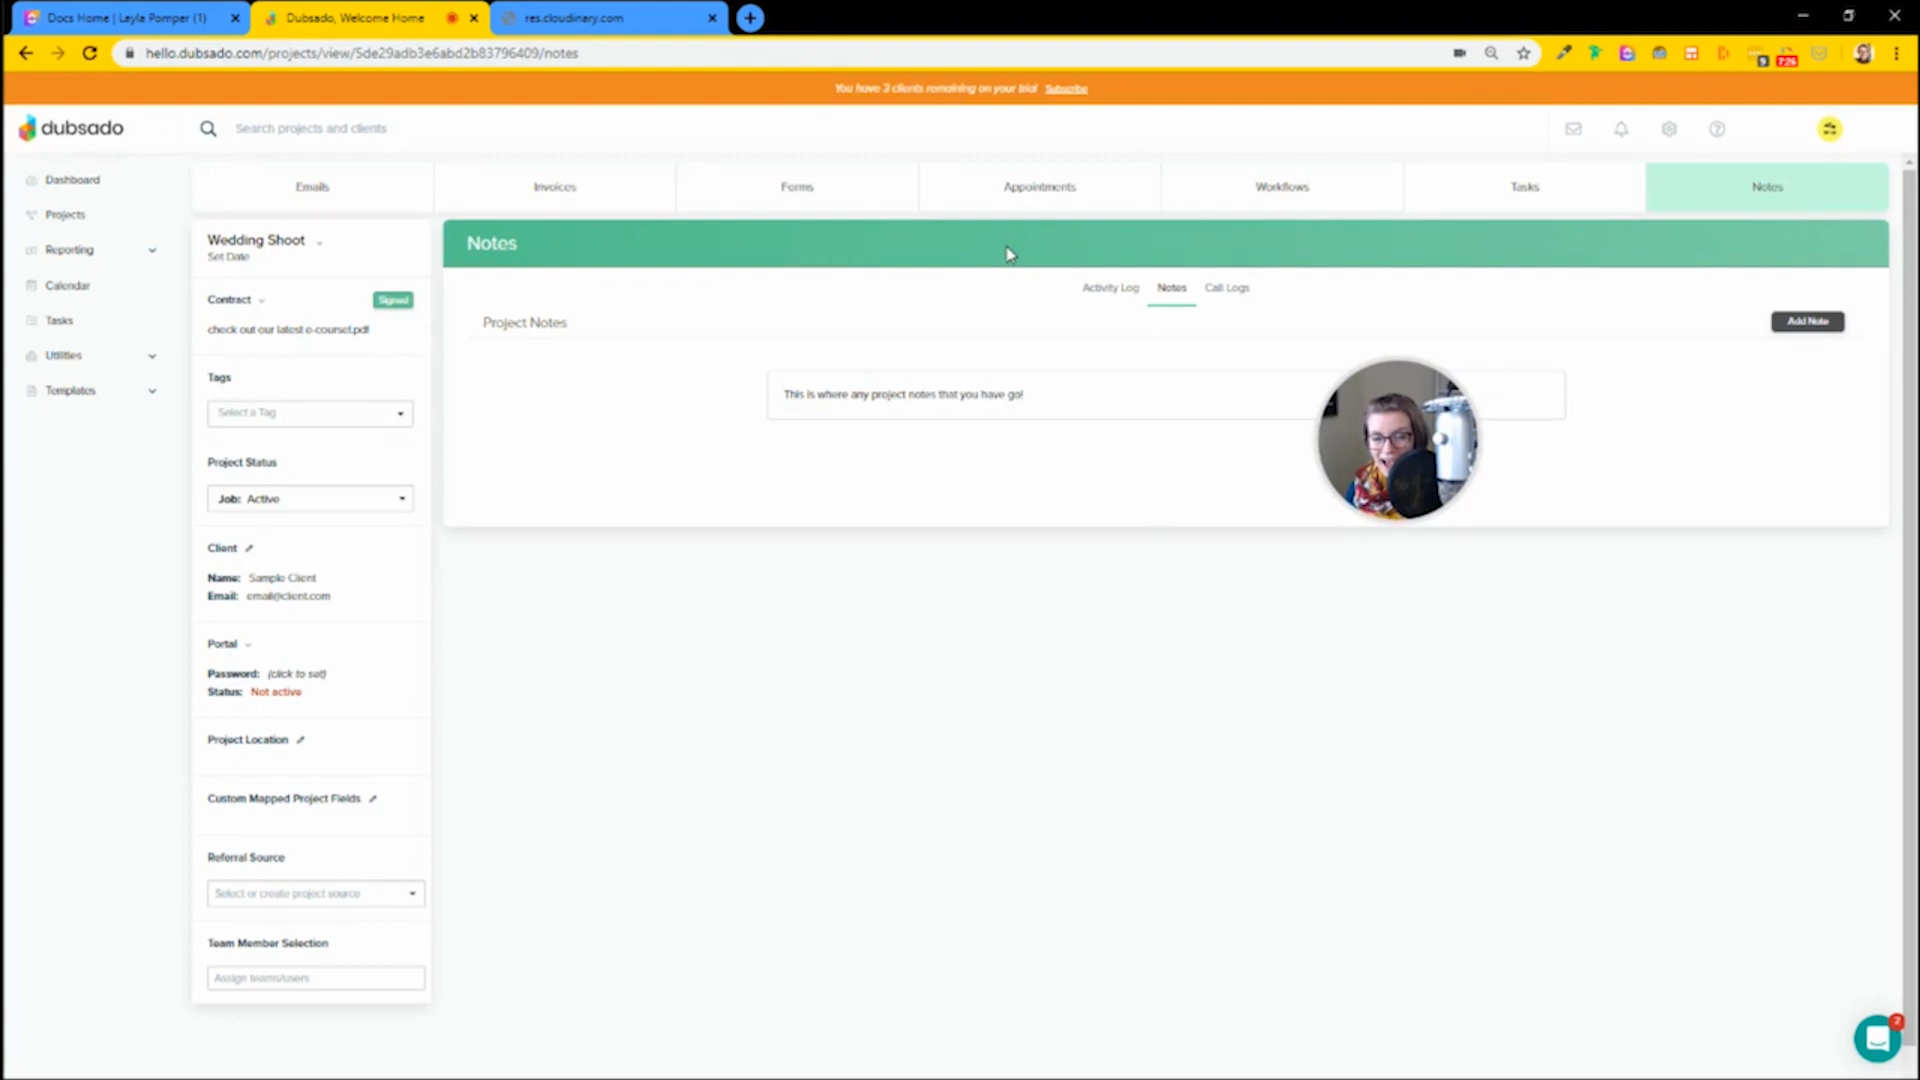 Docs Home | Layla Pomper (1)
Dubsado, Welcome Home
res.cloudinary.com
hello.dubsado.com/projects/view/5de29adb3e6abd2b83796409/notes
9
7:26
You have 3 clients remaining on your trial Subscribe
dubsado
Search projects and clients
Dashboard
Projects
Reporting
Calendar
Tasks
Utilities
Templates
Emails
Invoices
Forms
Appointments
Workflows
Tasks
Notes
Wedding Shoot
Set Date
Contract
Signed
check out our latest e-course!.pdf
Tags
Select a Tag
Project Status
Job: Active
Client
Name: Sample Client
Email: email@client.com
Portal
Password: (click to set)
Status: Not active
Project Location
Custom Mapped Project Fields
Referral Source
Select or create project source
Team Member Selection
Assign teams/users
Notes
Activity Log
Notes
Call Logs
Project Notes
Add Note
This is where any project notes that you have go!
2